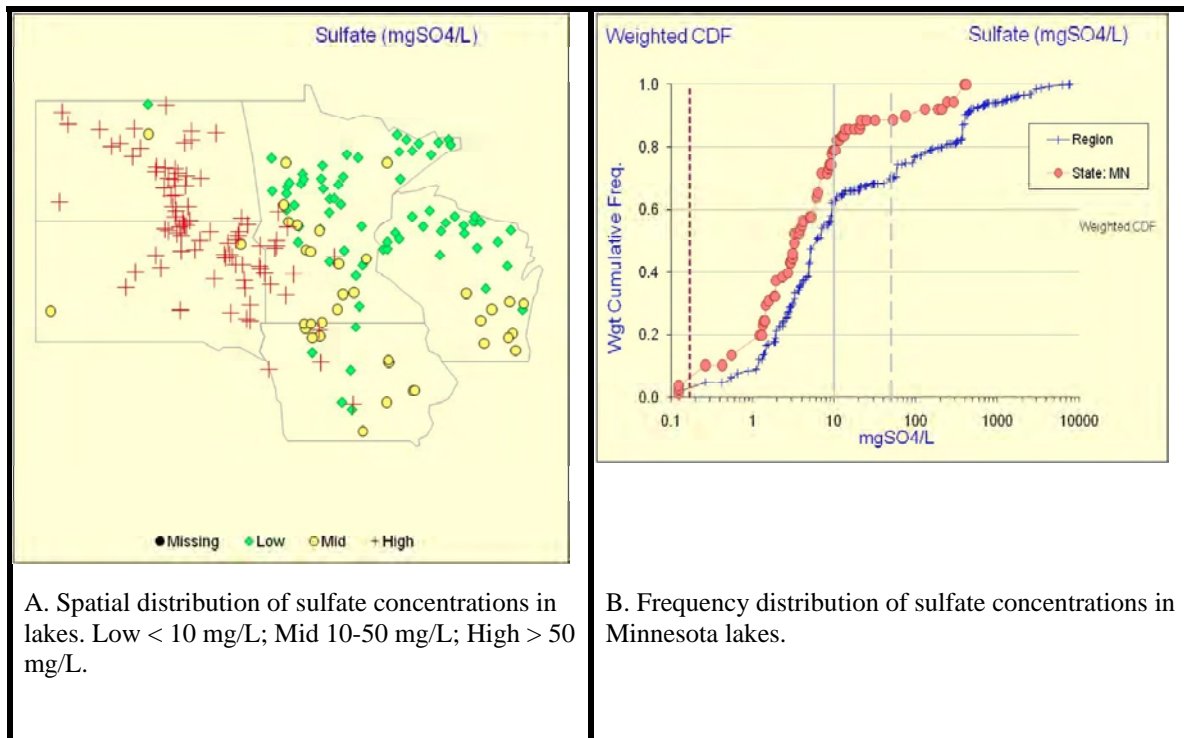 Sulfate (mgSO4/L)
Missing Low Mid High
A. Spatial distribution of sulfate concentrations in
lakes. Low < 10 mg/L; Mid 10-50 mg/L; High > 50
mg/L.
Weighted CDF
Sulfate (mgSO4/L)
Wgt Cumulative Freq.
1.0
0.8
0.6
0.4
0.2
0.0
Region
State: MN
Weighted CDF
0.1 1 10 100 1000 10000
mgSO4/L
B. Frequency distribution of sulfate concentrations in
Minnesota lakes.